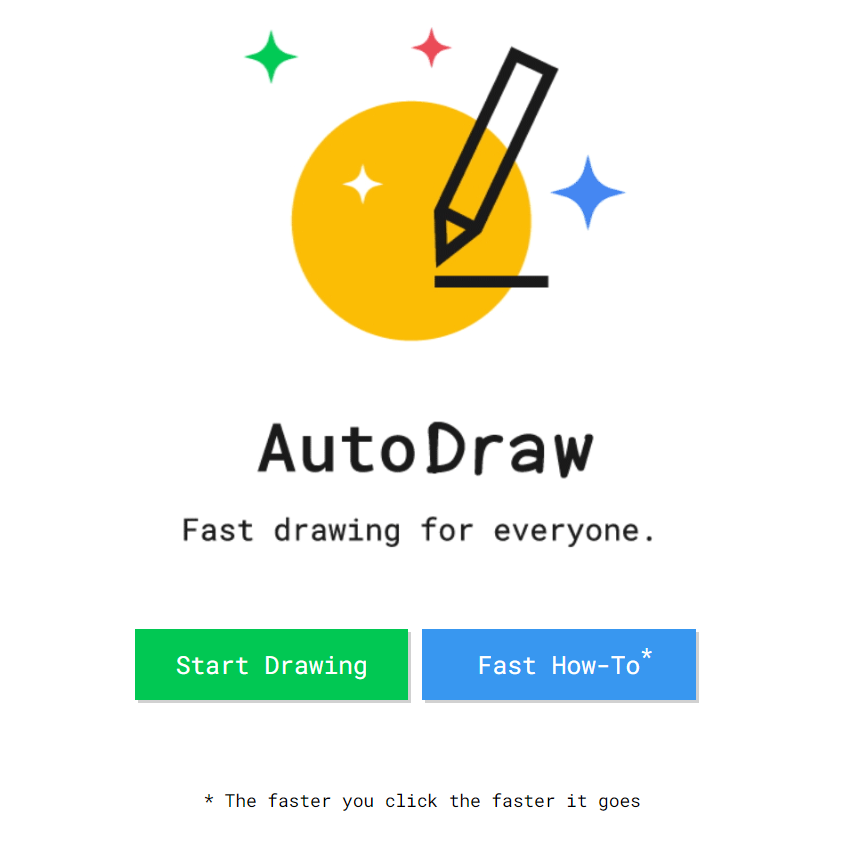 AutoDraw
Fast drawing for everyone.
Start Drawing
Fast How-To*
* The faster you click the faster it goes